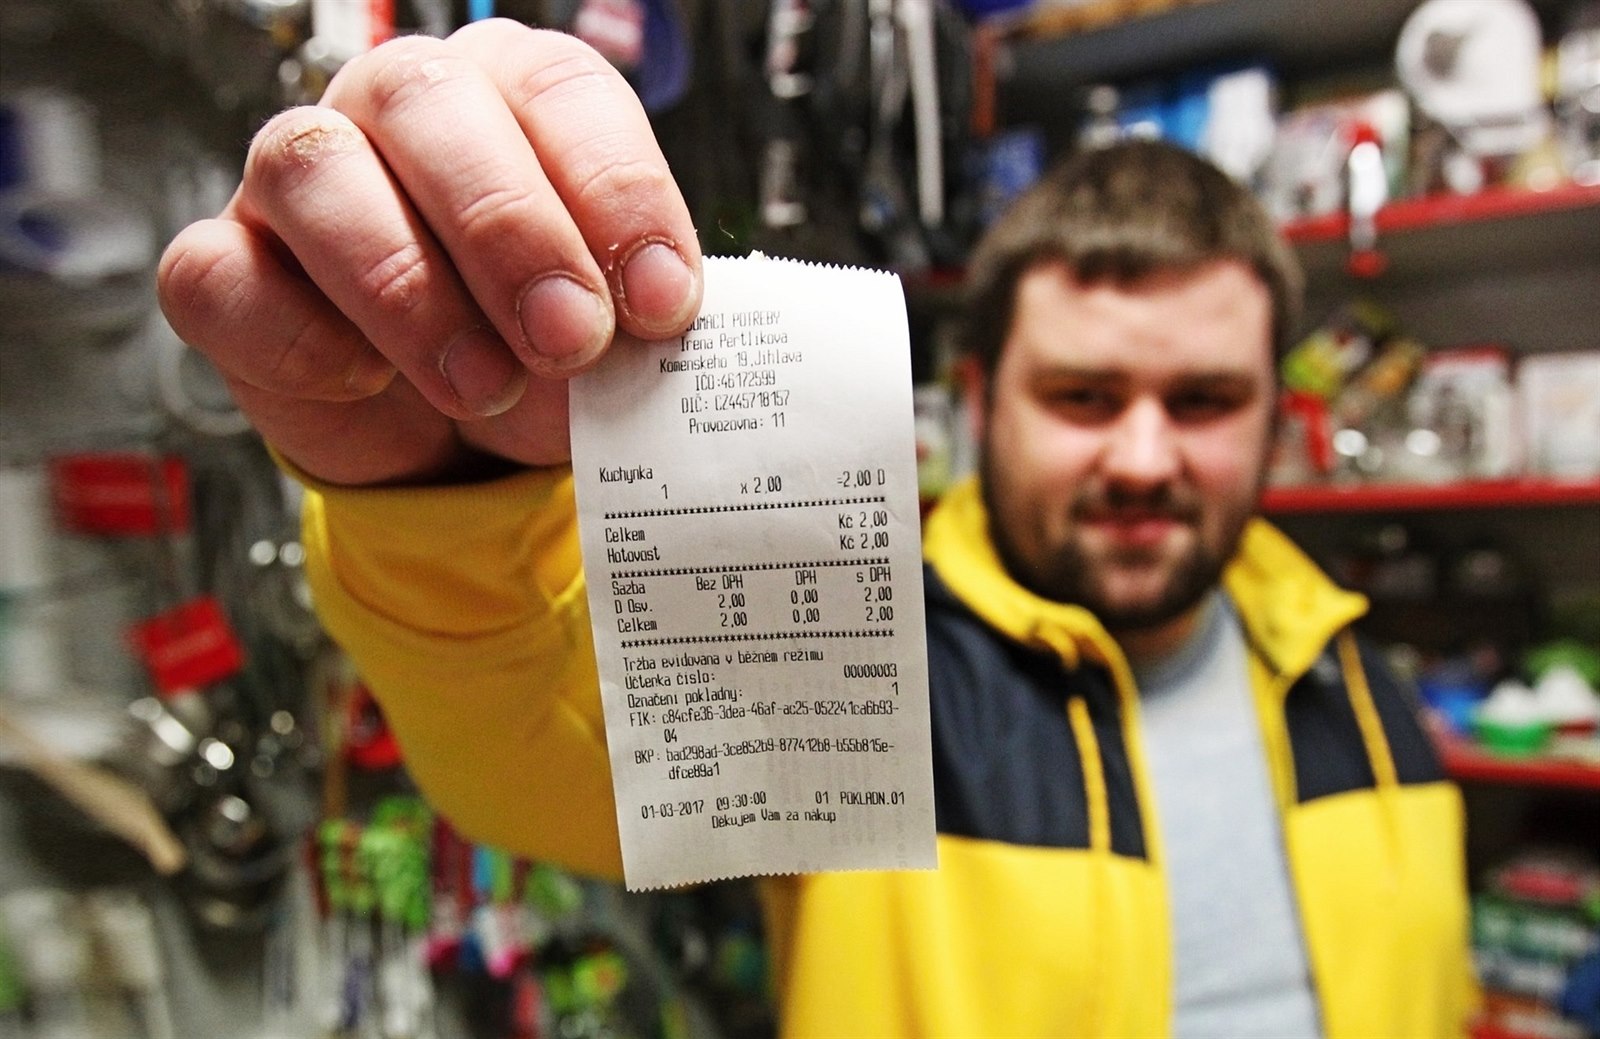 DOMACI POTREBY
Irena Pertlikova
Komenskeho 19,Jihlava
IČO:46172599
DIČ: CZ445718157
Provozovna: 11
Kuchynka
1 x 2,00 =2,00 D
***************************************
Celkem Kč 2,00
Hotovost Kč 2,00
***************************************
Sazba Bez DPH DPH s DPH
D Osv. 2,00 0,00 2,00
Celkem 2,00 0,00 2,00
***************************************
Tržba evidovana v běžnem režimu
Účtenka čislo: 00000003
Označeni pokladny: 1
FIK: c84cfe36-3dea-46af-ac25-052241ca6b93-
04
BKP: bad298ad-3ce852b9-877412b8-b55b815e-
dfce89a1
01-03-2017 09:30:00 01 POKLADN.01
Děkujem Vam za nákup